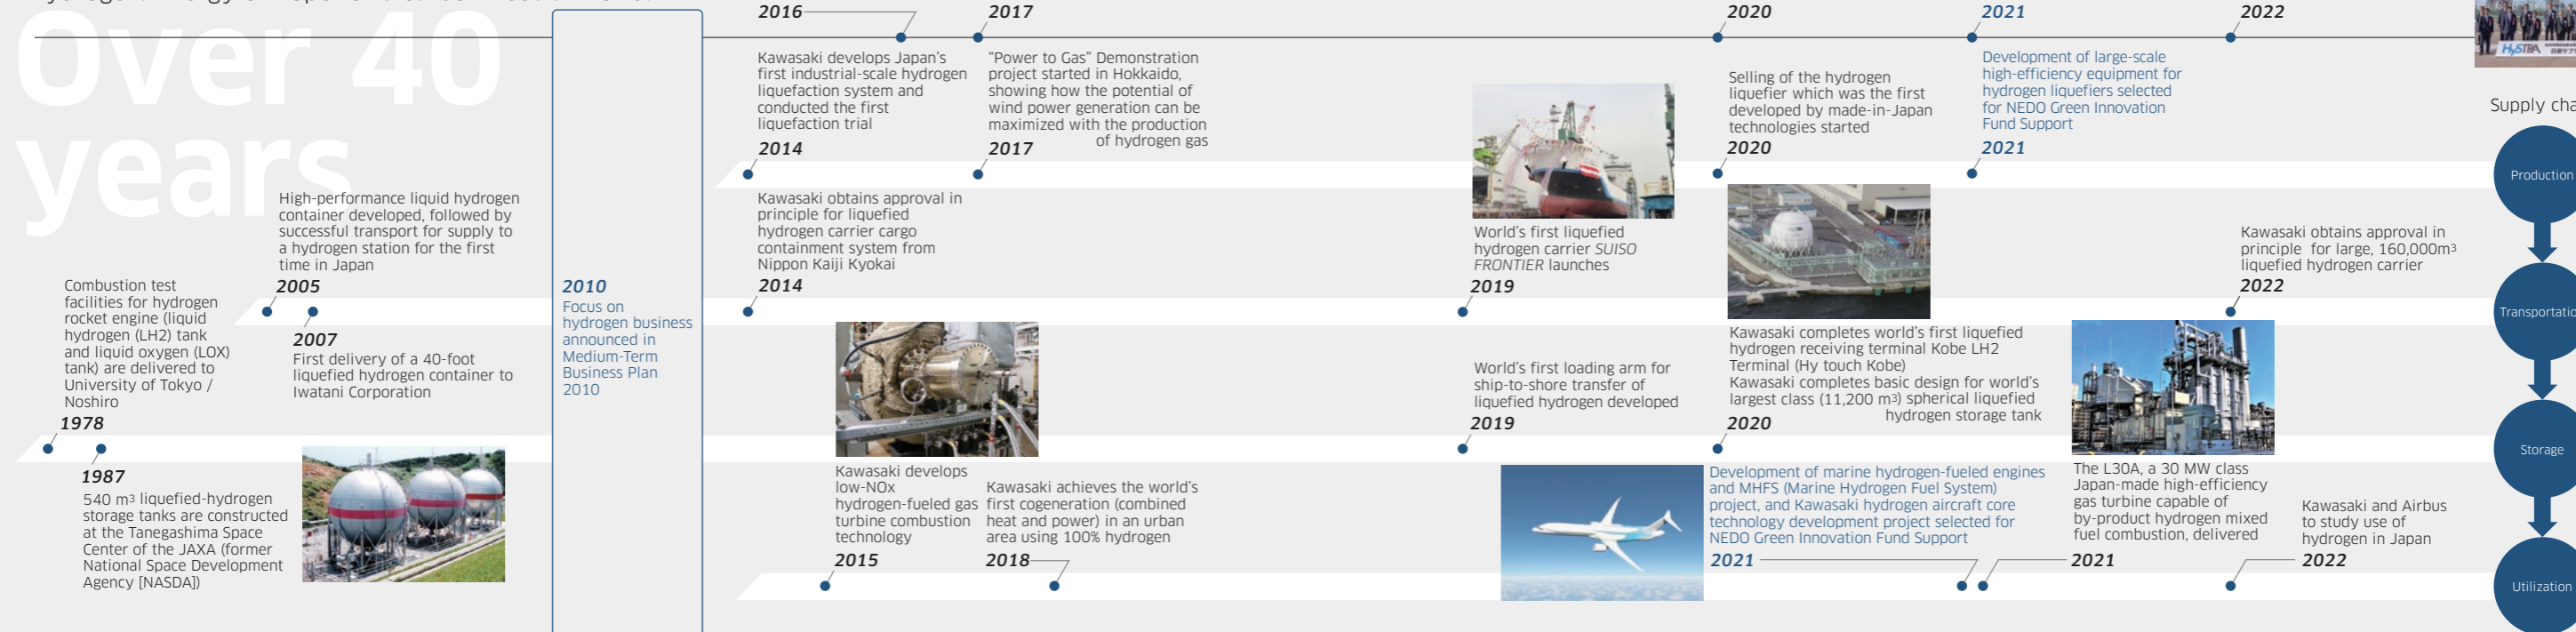 Over 40
years
2016
2017
2020
2021
2022
Kawasaki develops Japan's
first industrial-scale hydrogen
liquefaction system and
conducted the first
liquefaction trial
2014
"Power to Gas" Demonstration
project started in Hokkaido,
showing how the potential of
wind power generation can be
maximized with the production
of hydrogen gas
2017
Selling of the hydrogen
liquefier which was the first
developed by made-in-Japan
technologies started
2020
Development of large-scale
high-efficiency equipment for
hydrogen liquefiers selected
for NEDO Green Innovation
Fund Support
2021
HySTRA
Supply cha
Production
High-performance liquid hydrogen
container developed, followed by
successful transport for supply to
a hydrogen station for the first
time in Japan
2005
2007
First delivery of a 40-foot
liquefied hydrogen container to
Iwatani Corporation
2010
Focus on
hydrogen business
announced in
Medium-Term
Business Plan
2010
Kawasaki obtains approval in
principle for liquefied
hydrogen carrier cargo
containment system from
Nippon Kaiji Kyokai
2014
World's first liquefied
hydrogen carrier SUISO
FRONTIER launches
2019
Kawasaki obtains approval in
principle for large, 160,000m3
liquefied hydrogen carrier
2022
Transportatio
Combustion test
facilities for hydrogen
rocket engine (liquid
hydrogen (LH2) tank
and liquid oxygen (LOX)
tank) are delivered to
University of Tokyo /
Noshiro
1978
1987
540 m3 liquefied-hydrogen
storage tanks are constructed
at the Tanegashima Space
Center of the JAXA (former
National Space Development
Agency [NASDA])
World's first loading arm for
ship-to-shore transfer of
liquefied hydrogen developed
2019
Kawasaki completes world's first liquefied
hydrogen receiving terminal Kobe LH2
Terminal (Hy touch Kobe)
Kawasaki completes basic design for world's
largest class (11,200 m3) spherical liquefied
hydrogen storage tank
2020
Storage
Kawasaki develops
low-NOx
hydrogen-fueled gas
turbine combustion
technology
2015
Kawasaki achieves the world's
first cogeneration (combined
heat and power) in an urban
area using 100% hydrogen
2018
Development of marine hydrogen-fueled engines
and MHFS (Marine Hydrogen Fuel System)
project, and Kawasaki hydrogen aircraft core
technology development project selected for
NEDO Green Innovation Fund Support
2021
The L30A, a 30 MW class
Japan-made high-efficiency
gas turbine capable of
by-product hydrogen mixed
fuel combustion, delivered
2021
Kawasaki and Airbus
to study use of
hydrogen in Japan
2022
Utilization